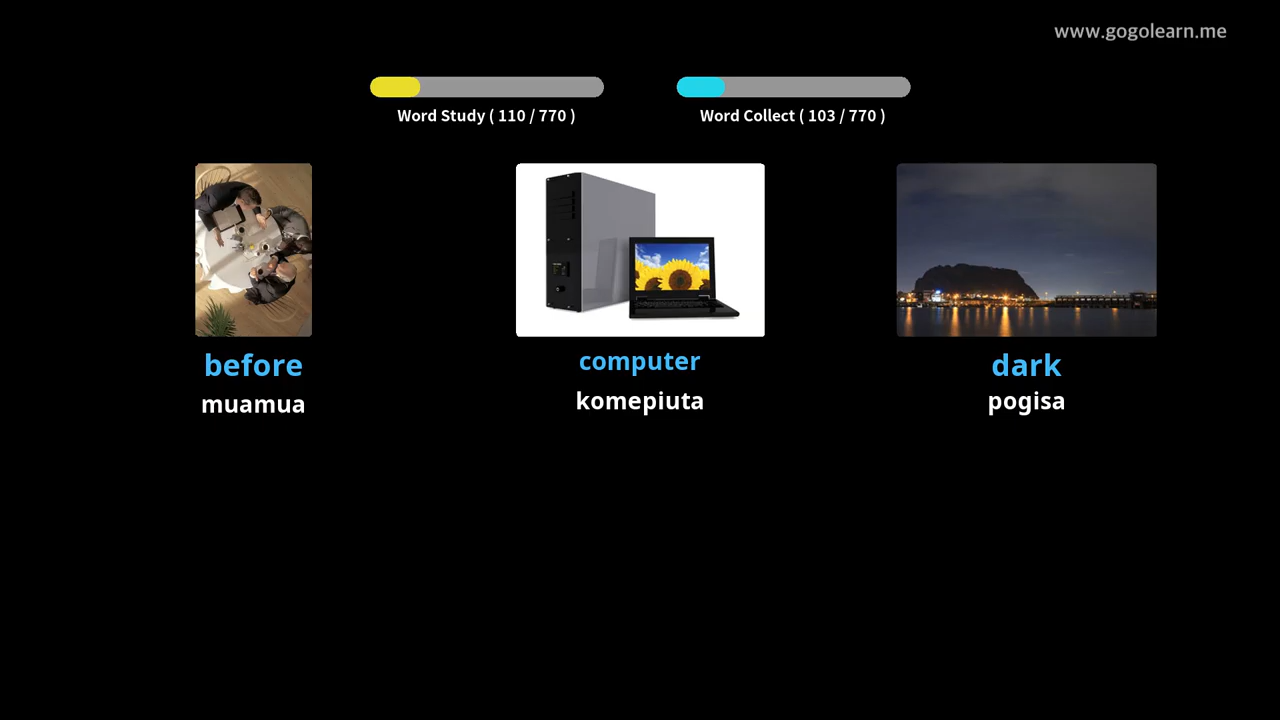 www.gogolearn.me
Word Study ( 110 / 770 )
Word Collect ( 103 / 770 )
before
muamua
computer
komepiuta
dark
pogisa